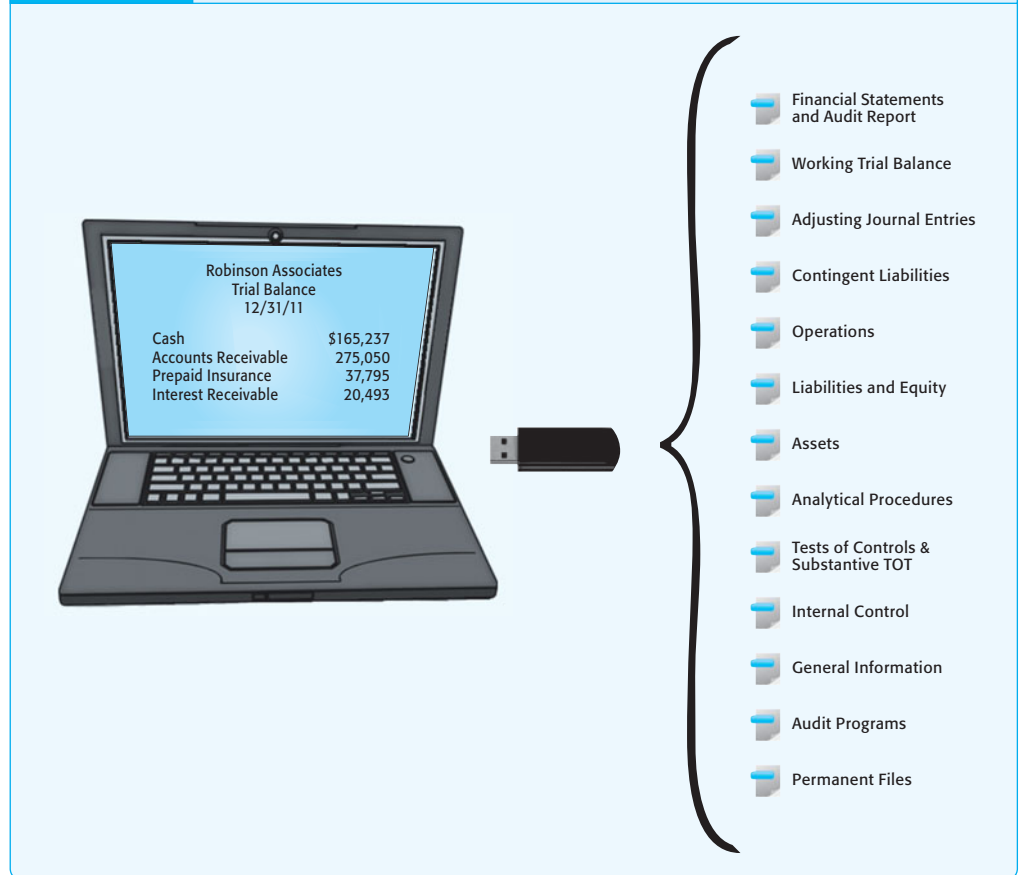 Robinson Associates
Trial Balance
12/31/11
Cash $165,237
Accounts Receivable 275,050
Prepaid Insurance 37,795
Interest Receivable 20,493
Financial Statements
and Audit Report
Working Trial Balance
Adjusting Journal Entries
Contingent Liabilities
Operations
Liabilities and Equity
Assets
Analytical Procedures
Tests of Controls &
Substantive TOT
Internal Control
General Information
Audit Programs
Permanent Files